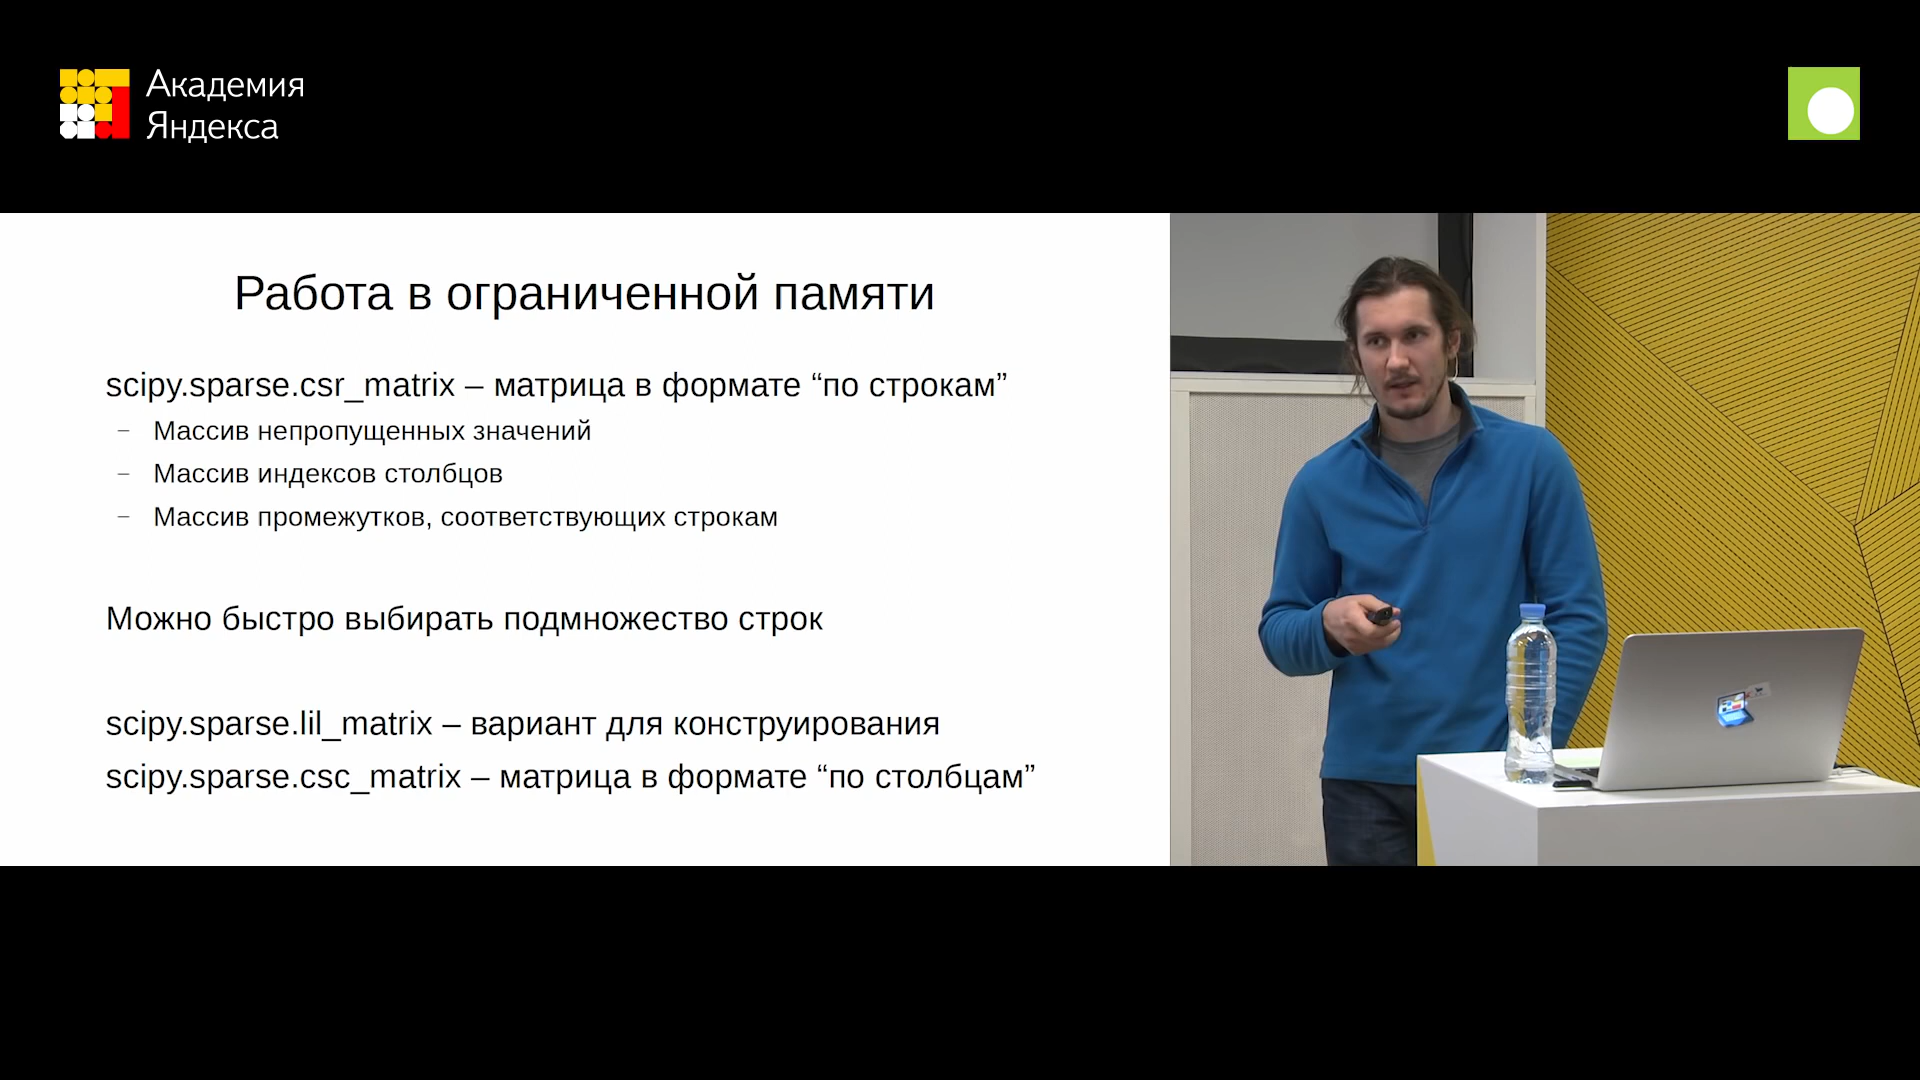 Академия
Яндекса
Работа в ограниченной памяти
scipy.sparse.csr_matrix – матрица в формате “по строкам”
– Массив непропущенных значений
– Массив индексов столбцов
– Массив промежутков, соответствующих строкам
Можно быстро выбирать подмножество строк
scipy.sparse.lil_matrix – вариант для конструирования
scipy.sparse.csc_matrix – матрица в формате “по столбцам”